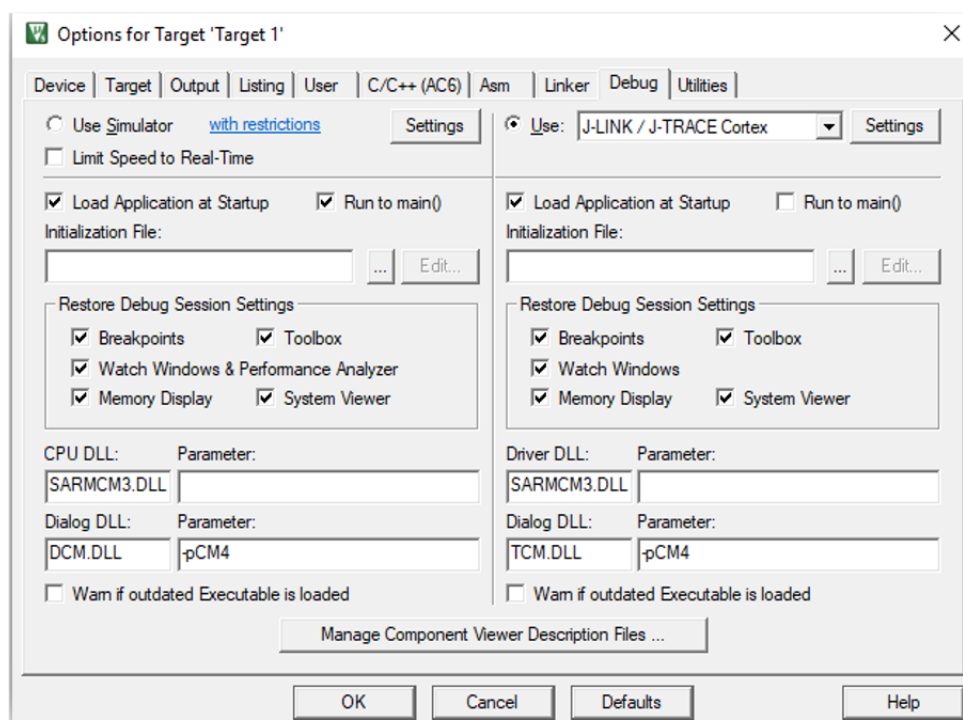 Options for Target 'Target 1'
Device Target Output Listing User C/C++ (AC6) Asm Linker Debug Utilities
Use Simulator with restrictions Settings
Limit Speed to Real-Time
Use: J-LINK / J-TRACE Cortex Settings
Load Application at Startup Run to main()
Initialization File:
... Edit...
Restore Debug Session Settings
Breakpoints Toolbox
Watch Windows & Performance Analyzer
Memory Display System Viewer
CPU DLL: Parameter:
SARMCM3.DLL
Dialog DLL: Parameter:
DCM.DLL -pCM4
Warn if outdated Executable is loaded
Load Application at Startup Run to main()
Initialization File:
... Edit...
Restore Debug Session Settings
Breakpoints Toolbox
Watch Windows
Memory Display System Viewer
Driver DLL: Parameter:
SARMCM3.DLL
Dialog DLL: Parameter:
TCM.DLL -pCM4
Warn if outdated Executable is loaded
Manage Component Viewer Description Files ...
OK Cancel Defaults Help